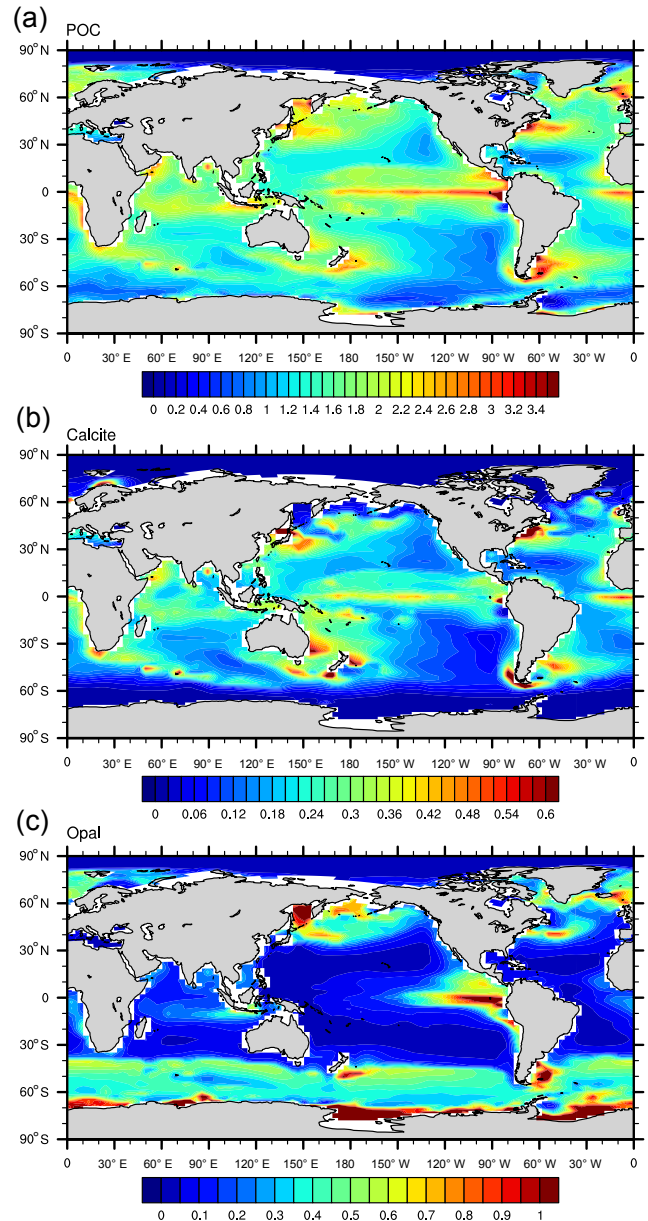 (a)
POC
90° N
60° N
30° N
0
30° S
60° S
90° S
0 30° E 60° E 90° E 120° E 150° E 180 150° W 120° W 90° W 60° W 30° W 0
0 0.2 0.4 0.6 0.8 1 1.2 1.4 1.6 1.8 2 2.2 2.4 2.6 2.8 3 3.2 3.4
(b)
Calcite
90° N
60° N
30° N
0
30° S
60° S
90° S
0 30° E 60° E 90° E 120° E 150° E 180 150° W 120° W 90° W 60° W 30° W 0
0 0.06 0.12 0.18 0.24 0.3 0.36 0.42 0.48 0.54 0.6
(c)
Opal
90° N
60° N
30° N
0
30° S
60° S
90° S
0 30° E 60° E 90° E 120° E 150° E 180 150° W 120° W 90° W 60° W 30° W 0
0 0.1 0.2 0.3 0.4 0.5 0.6 0.7 0.8 0.9 1